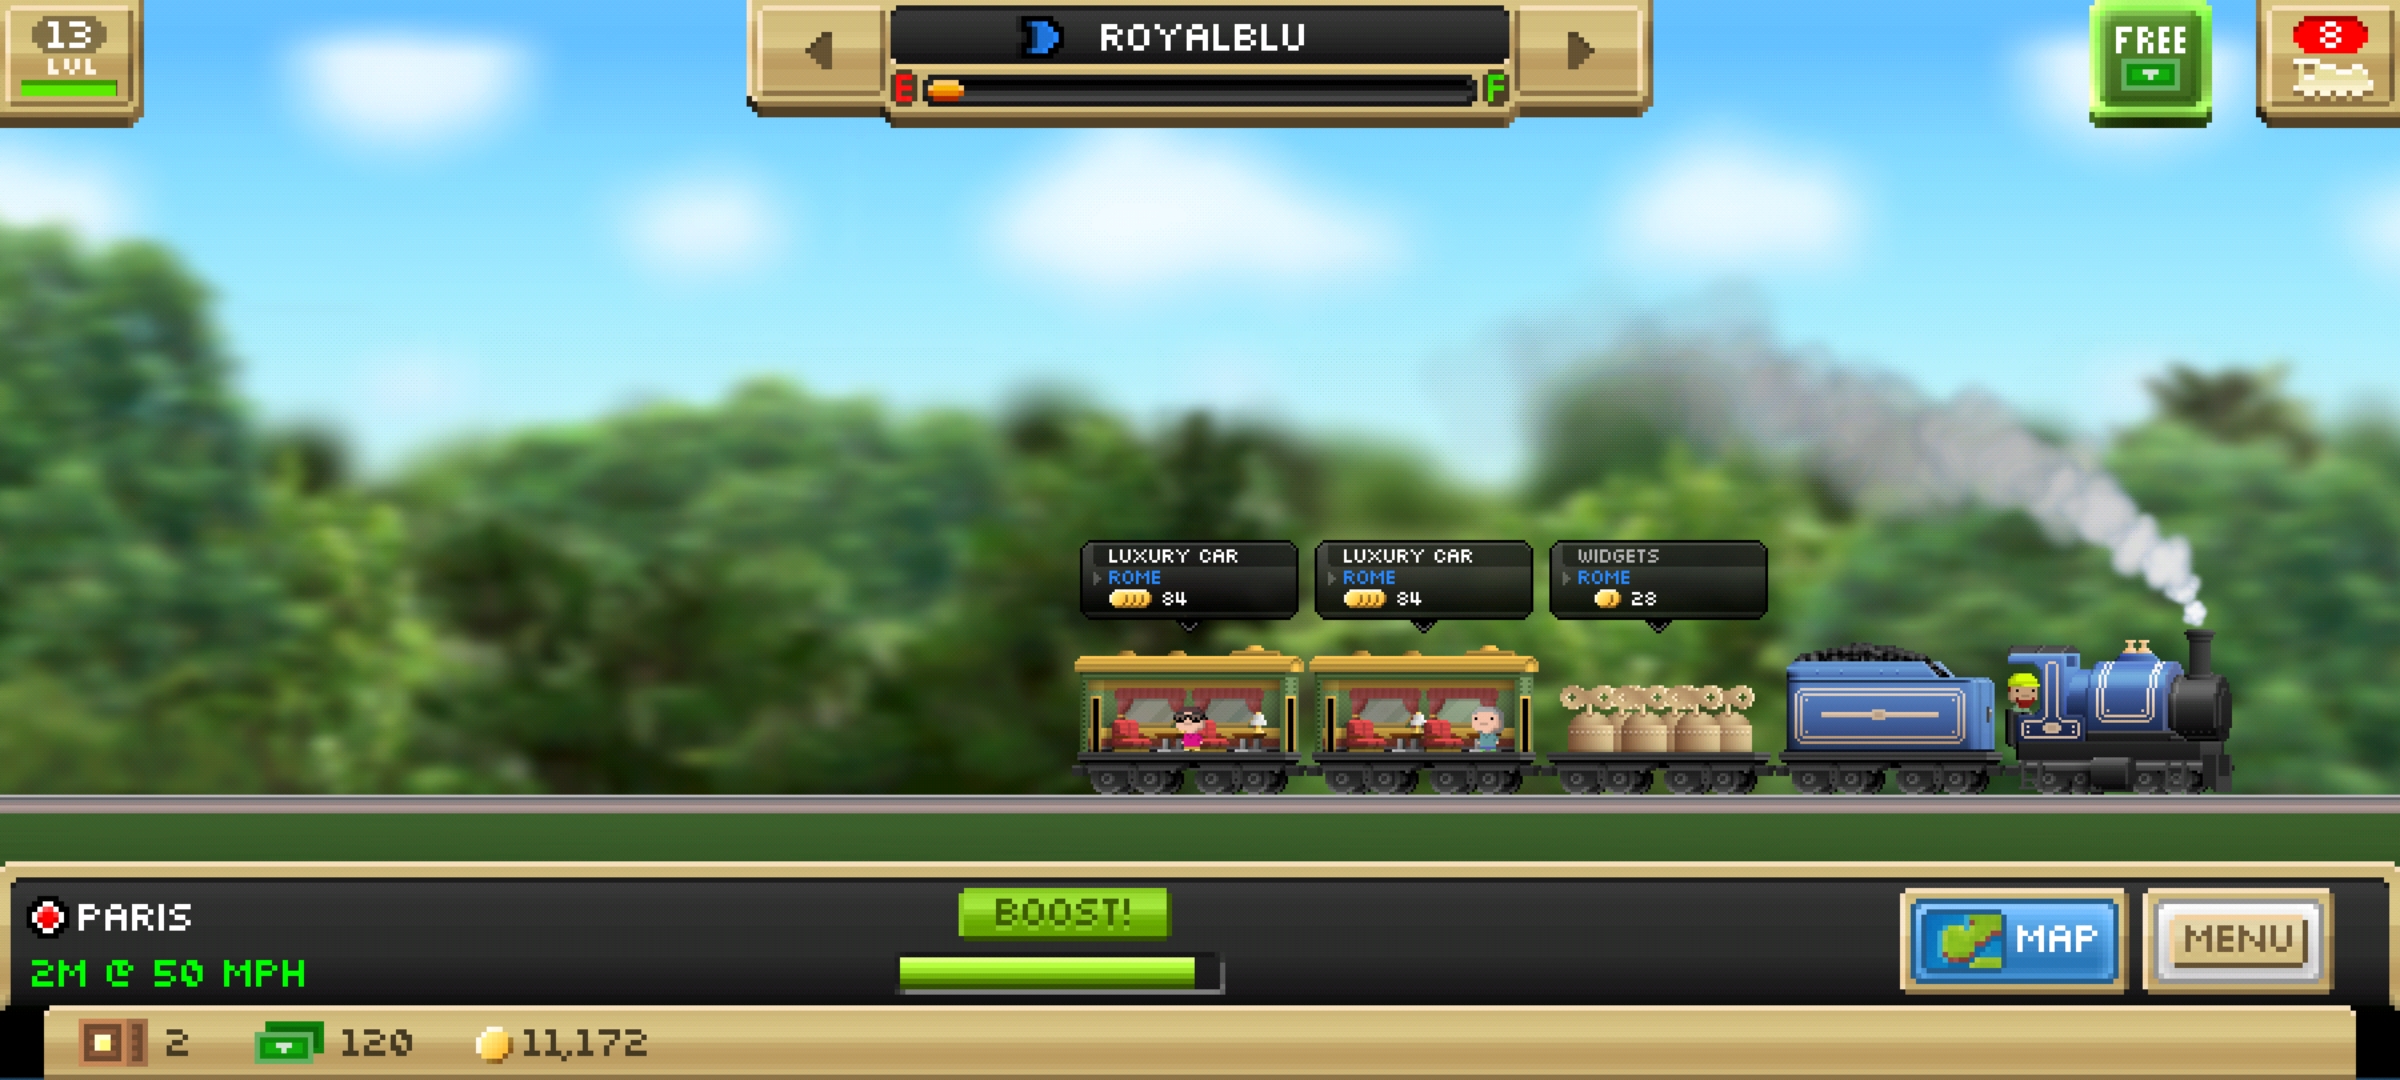 13
LVL
ROYALBLU
E F
FREE
8
LUXURY CAR
ROME
84
LUXURY CAR
ROME
84
WIDGETS
ROME
28
PARIS
2M @ 50 MPH
BOOST!
MAP
MENU
2
120
11,172